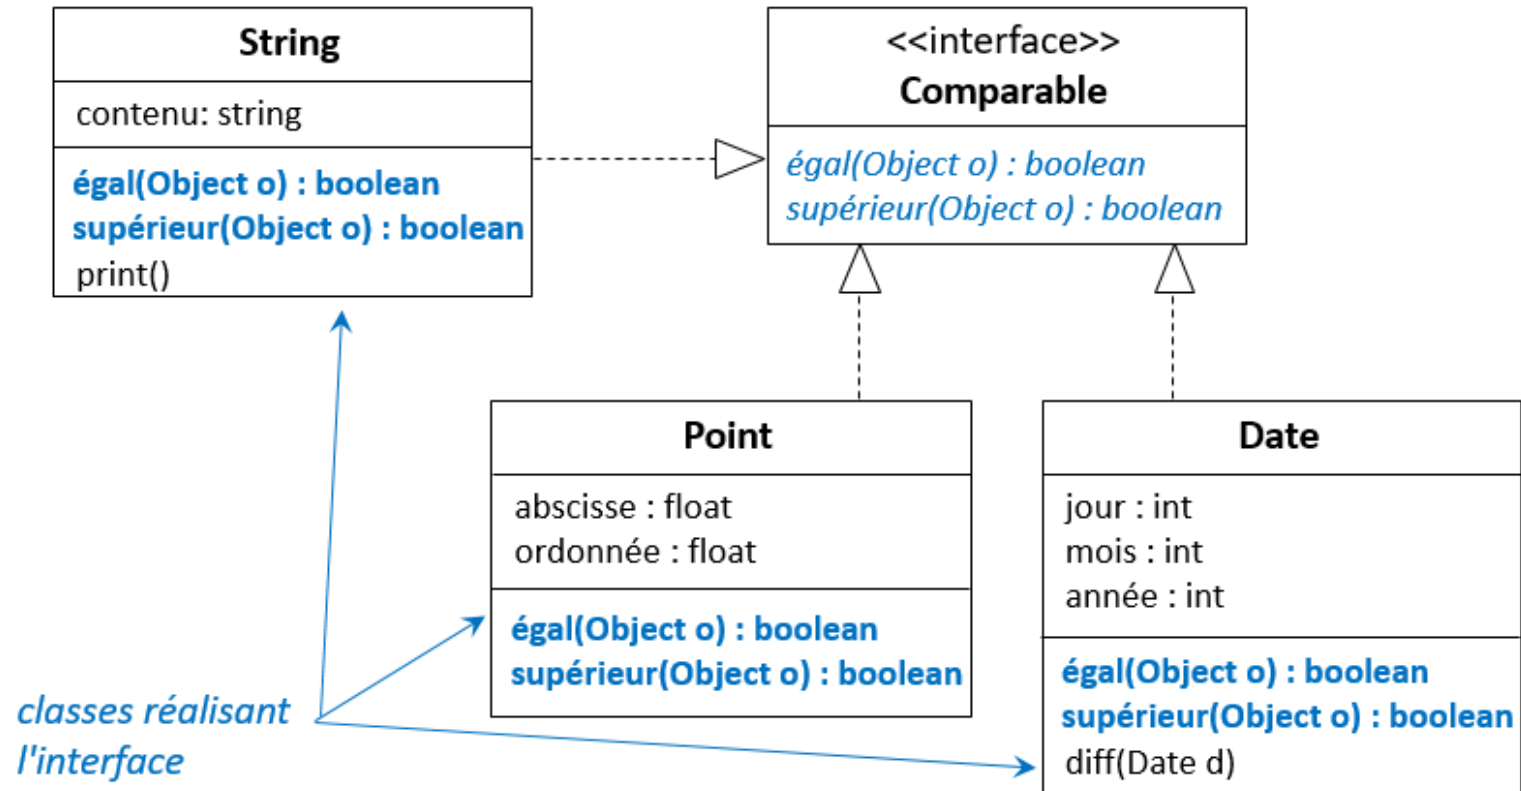 String
contenu: string
égal(Object o) : boolean
supérieur(Object o) : boolean
print()
<<interface>>
Comparable
égal(Object o) : boolean
supérieur(Object o) : boolean
Point
abscisse : float
ordonnée : float
égal(Object o) : boolean
supérieur(Object o) : boolean
Date
jour : int
mois : int
année : int
égal(Object o) : boolean
supérieur(Object o) : boolean
diff(Date d)
classes réalisant
l'interface